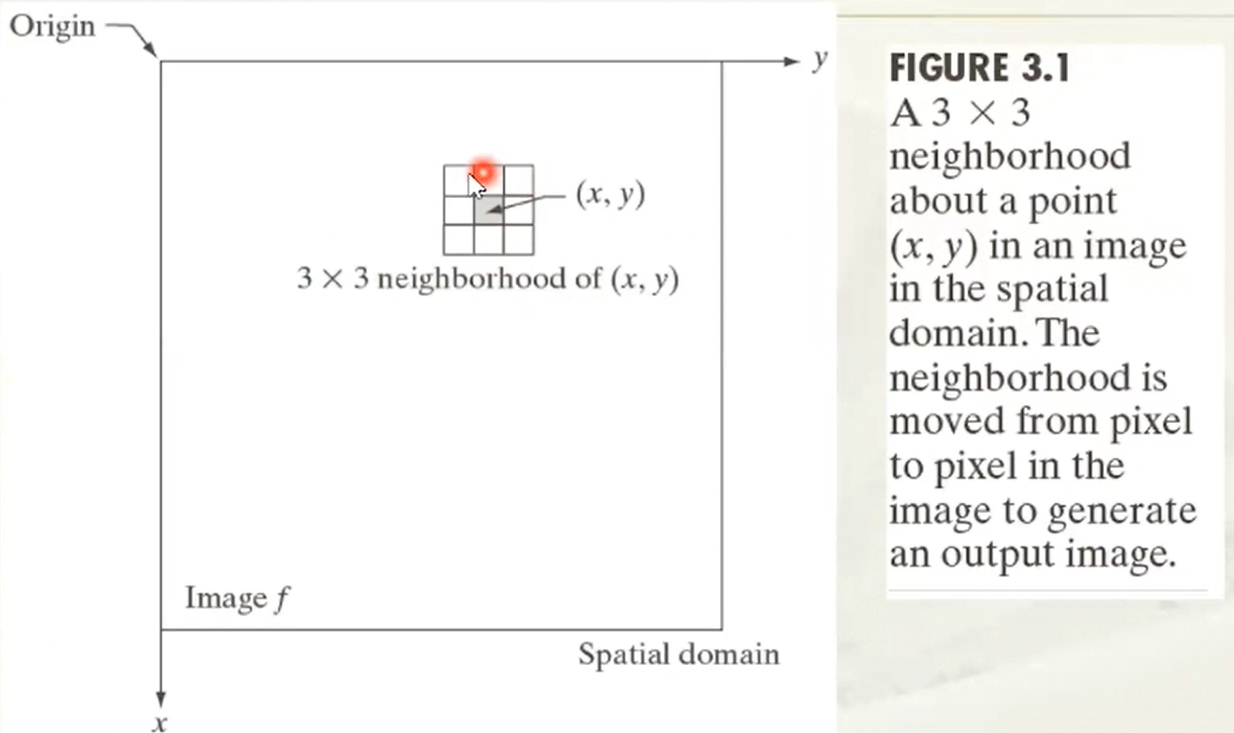 Origin
y
(x, y)
3 × 3 neighborhood of (x, y)
Image f
Spatial domain
x
FIGURE 3.1
A 3 × 3
neighborhood
about a point
(x, y) in an image
in the spatial
domain. The
neighborhood is
moved from pixel
to pixel in the
image to generate
an output image.